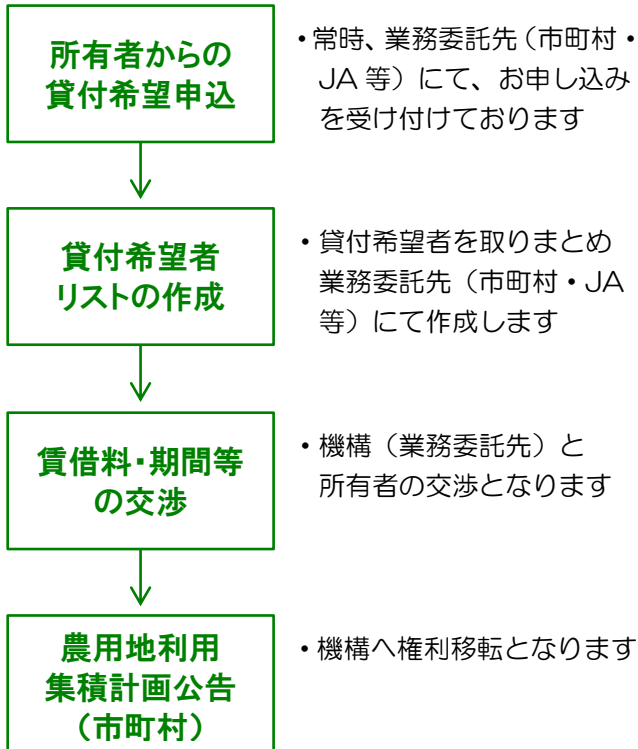 所有者からの
貸付希望申込
・常時、業務委託先（市町村・
JA 等）にて、お申し込み
を受け付けております
貸付希望者
リストの作成
・貸付希望者を取りまとめ
業務委託先（市町村・JA
等）にて作成します
賃借料・期間等
の交渉
・機構（業務委託先）と
所有者の交渉となります
農用地利用
集積計画公告
（市町村）
・機構へ権利移転となります